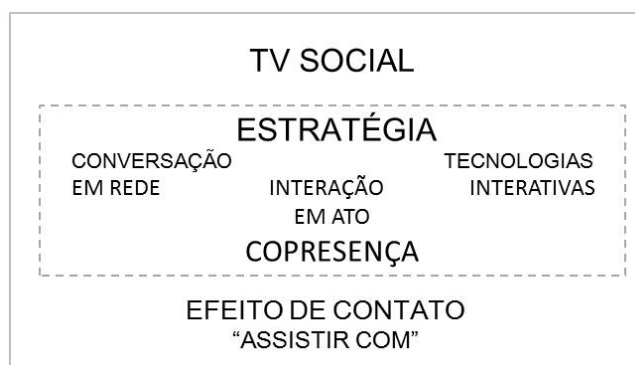 TV SOCIAL
ESTRATÉGIA
CONVERSAÇÃO TECNOLOGIAS
EM REDE INTERAÇÃO INTERATIVAS
EM ATO
COPRESENÇA
EFEITO DE CONTATO
“ASSISTIR COM”